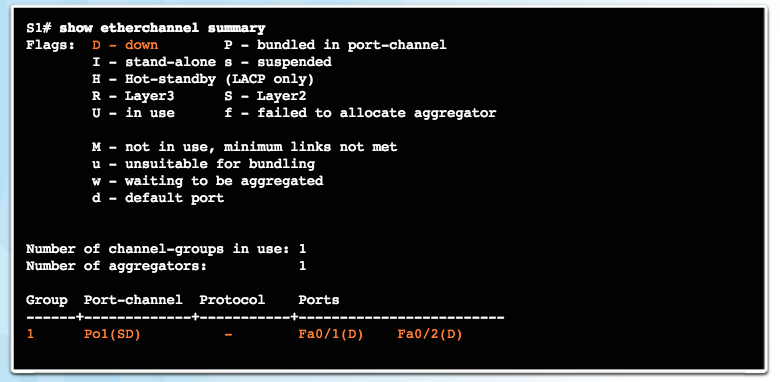 S1# show etherchannel summary
Flags:  D - down        P - bundled in port-channel
        I - stand-alone s - suspended
        H - Hot-standby (LACP only)
        R - Layer3      S - Layer2
        U - in use      f - failed to allocate aggregator
        M - not in use, minimum links not met
        u - unsuitable for bundling
        w - waiting to be aggregated
        d - default port
Number of channel-groups in use: 1
Number of aggregators:           1
Group  Port-channel  Protocol    Ports
------+-------------+-----------+-------------------------
1      Po1(SD)          -        Fa0/1(D)    Fa0/2(D)